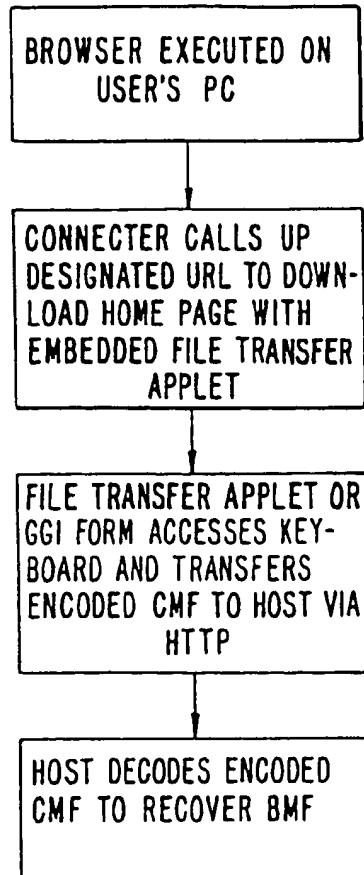 BROWSER EXECUTED ON
USER'S PC
CONNECTER CALLS UP
DESIGNATED URL TO DOWN-
LOAD HOME PAGE WITH
EMBEDDED FILE TRANSFER
APPLET
FILE TRANSFER APPLET OR
GGI FORM ACCESSES KEY-
BOARD AND TRANSFERS
ENCODED CMF TO HOST VIA
HTTP
HOST DECODES ENCODED
CMF TO RECOVER BMF